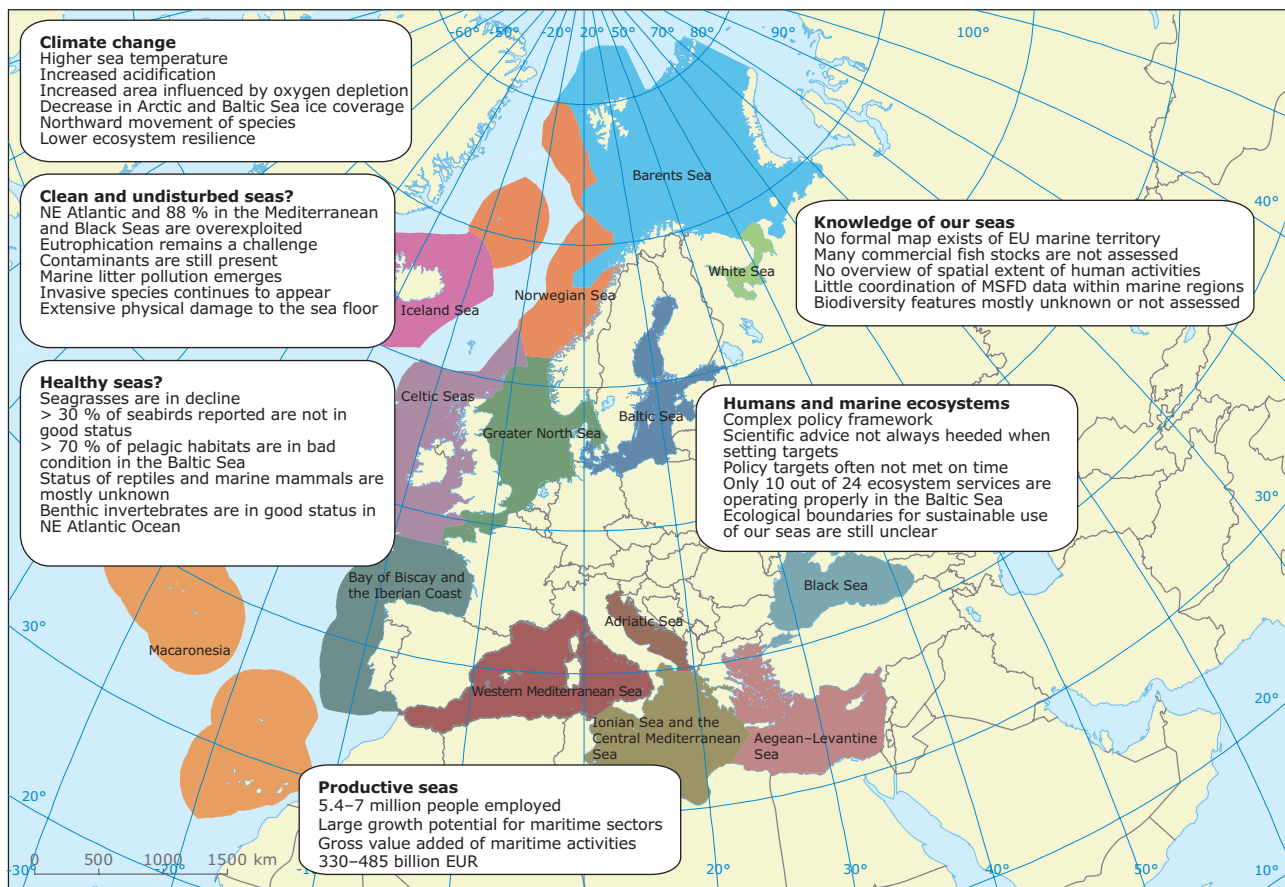 -60°
-50°
-20°
20°
50°
70°
80°
90°
100°
Climate change
Higher sea temperature
Increased acidification
Increased area influenced by oxygen depletion
Decrease in Arctic and Baltic Sea ice coverage
Northward movement of species
Lower ecosystem resilience
Barents Sea
Clean and undisturbed seas?
NE Atlantic and 88 % in the Mediterranean
and Black Seas are overexploited
Eutrophication remains a challenge
Contaminants are still present
Marine litter pollution emerges
Invasive species continues to appear
Extensive physical damage to the sea floor
40°
Knowledge of our seas
No formal map exists of EU marine territory
Many commercial fish stocks are not assessed
No overview of spatial extent of human activities
Little coordination of MSFD data within marine regions
Biodiversity features mostly unknown or not assessed
White Sea
Norwegian Sea
Iceland Sea
Healthy seas?
Seagrasses are in decline
> 30 % of seabirds reported are not in
good status
> 70 % of pelagic habitats are in bad
condition in the Baltic Sea
Status of reptiles and marine mammals are
mostly unknown
Benthic invertebrates are in good status in
NE Atlantic Ocean
Celtic Seas
Greater North Sea
Baltic Sea
Humans and marine ecosystems
Complex policy framework
Scientific advice not always heeded when
setting targets
Policy targets often not met on time
Only 10 out of 24 ecosystem services are
operating properly in the Baltic Sea
Ecological boundaries for sustainable use
of our seas are still unclear
30°
Bay of Biscay and
the Iberian Coast
Black Sea
Adriatic Sea
30°
Macaronesia
Western Mediterranean Sea
20°
Ionian Sea and the
Central Mediterranean
Sea
Aegean–Levantine
Sea
Productive seas
5.4–7 million people employed
Large growth potential for maritime sectors
Gross value added of maritime activities
330–485 billion EUR
20°
0
500
1000
1500 km
-30°
-20°
20°
30°
40°
50°
10°